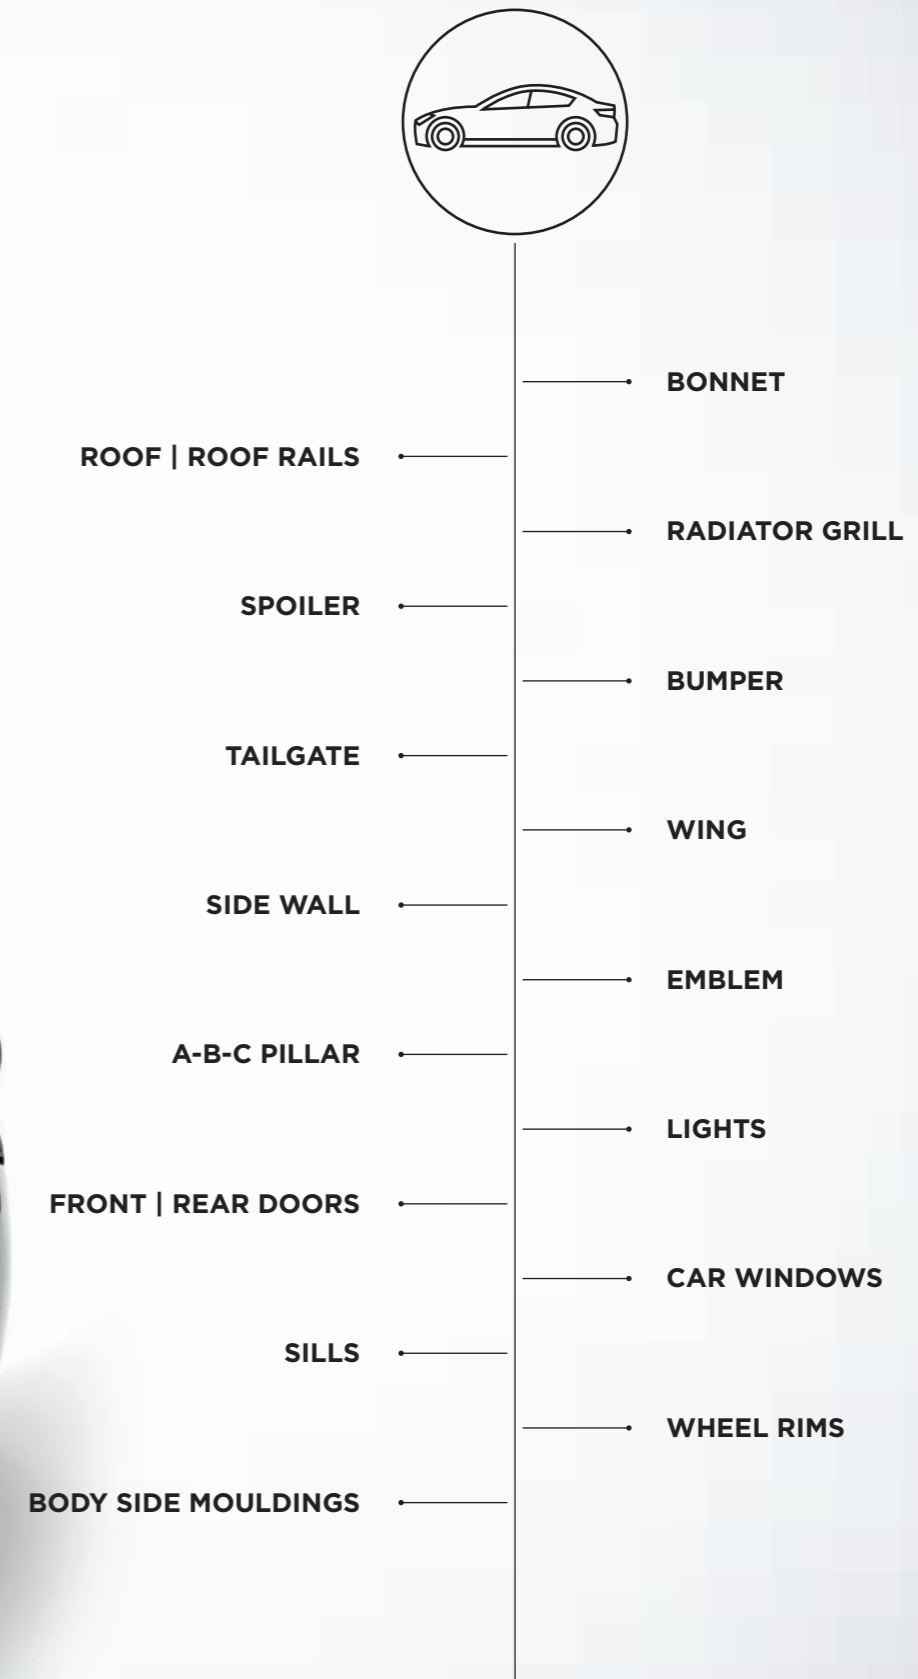 BONNET
ROOF | ROOF RAILS
RADIATOR GRILL
SPOILER
BUMPER
TAILGATE
WING
SIDE WALL
EMBLEM
A-B-C PILLAR
LIGHTS
FRONT | REAR DOORS
CAR WINDOWS
SILLS
WHEEL RIMS
BODY SIDE MOULDINGS